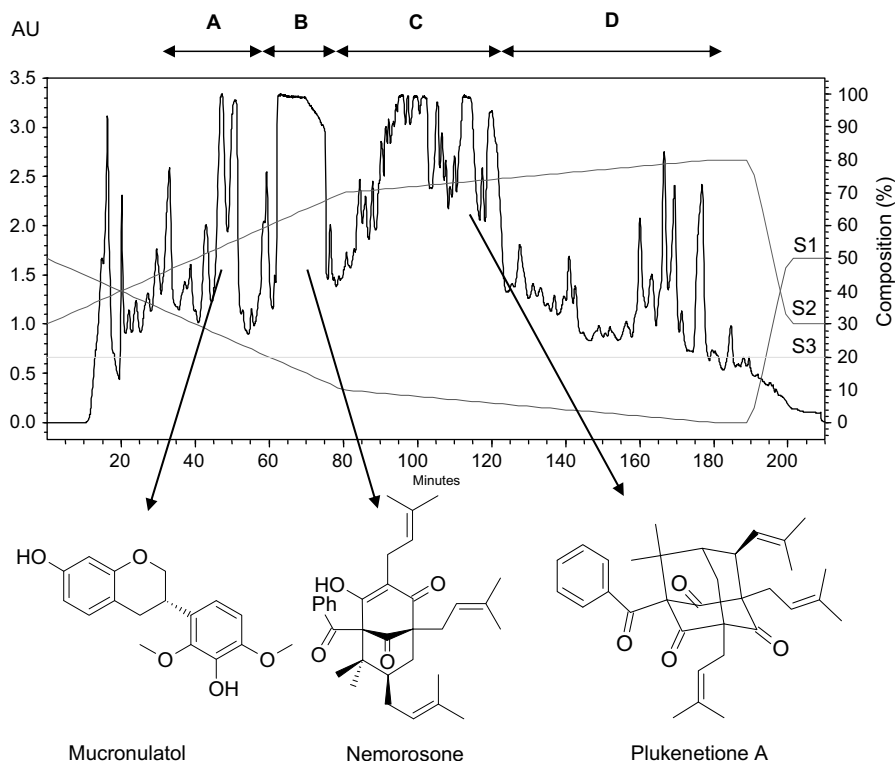 A B C D
AU
3.5
3.0
2.5
2.0
1.5
1.0
0.5
0.0
100
90
80
70
60
50
40
30
20
10
0
Composition (%)
S1
S2
S3
20 40 60 80 100 120 140 160 180 200
Minutes
HO
O
O
O
OH
HO
O
Ph
O
O
O
O
O
O
Mucronulatol Nemorosone Plukenetione A